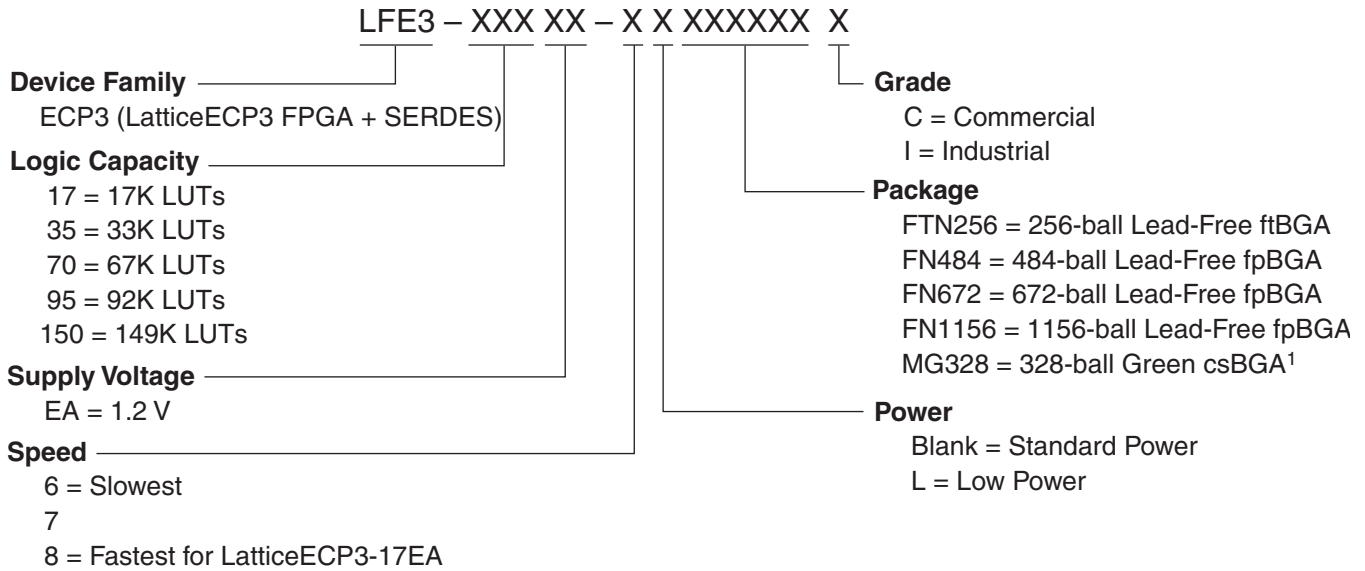 LFE3 – XXX XX – X X XXXXXX X
Device Family
ECP3 (LatticeECP3 FPGA + SERDES)
Logic Capacity
17 = 17K LUTs
35 = 33K LUTs
70 = 67K LUTs
95 = 92K LUTs
150 = 149K LUTs
Supply Voltage
EA = 1.2 V
Speed
6 = Slowest
7
8 = Fastest for LatticeECP3-17EA
Grade
C = Commercial
I = Industrial
Package
FTN256 = 256-ball Lead-Free ftBGA
FN484 = 484-ball Lead-Free fpBGA
FN672 = 672-ball Lead-Free fpBGA
FN1156 = 1156-ball Lead-Free fpBGA
MG328 = 328-ball Green csBGA¹
Power
Blank = Standard Power
L = Low Power